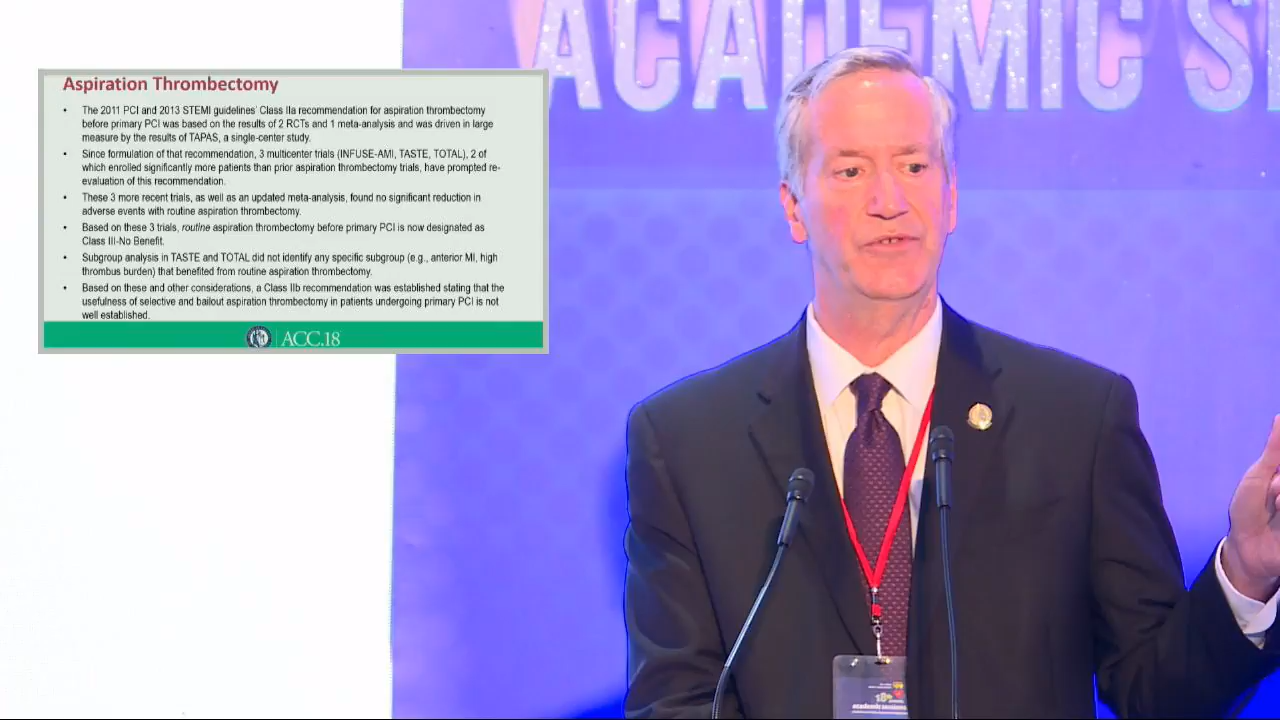 ACADEMIC S
Aspiration Thrombectomy
• The 2011 PCI and 2013 STEMI guidelines' Class IIa recommendation for aspiration thrombectomy
before primary PCI was based on the results of 2 RCTs and 1 meta-analysis and was driven in large
measure by the results of TAPAS, a single-center study.
• Since formulation of that recommendation, 3 multicenter trials (INFUSE-AMI, TASTE, TOTAL), 2 of
which enrolled significantly more patients than prior aspiration thrombectomy trials, have prompted re-
evaluation of this recommendation.
• These 3 more recent trials, as well as an updated meta-analysis, found no significant reduction in
adverse events with routine aspiration thrombectomy.
• Based on these 3 trials, routine aspiration thrombectomy before primary PCI is now designated as
Class III-No Benefit.
• Subgroup analysis in TASTE and TOTAL did not identify any specific subgroup (e.g., anterior MI, high
thrombus burden) that benefited from routine aspiration thrombectomy.
• Based on these and other considerations, a Class IIb recommendation was established stating that the
usefulness of selective and bailout aspiration thrombectomy in patients undergoing primary PCI is not
well established.
ACC.18
18th
academic sessions